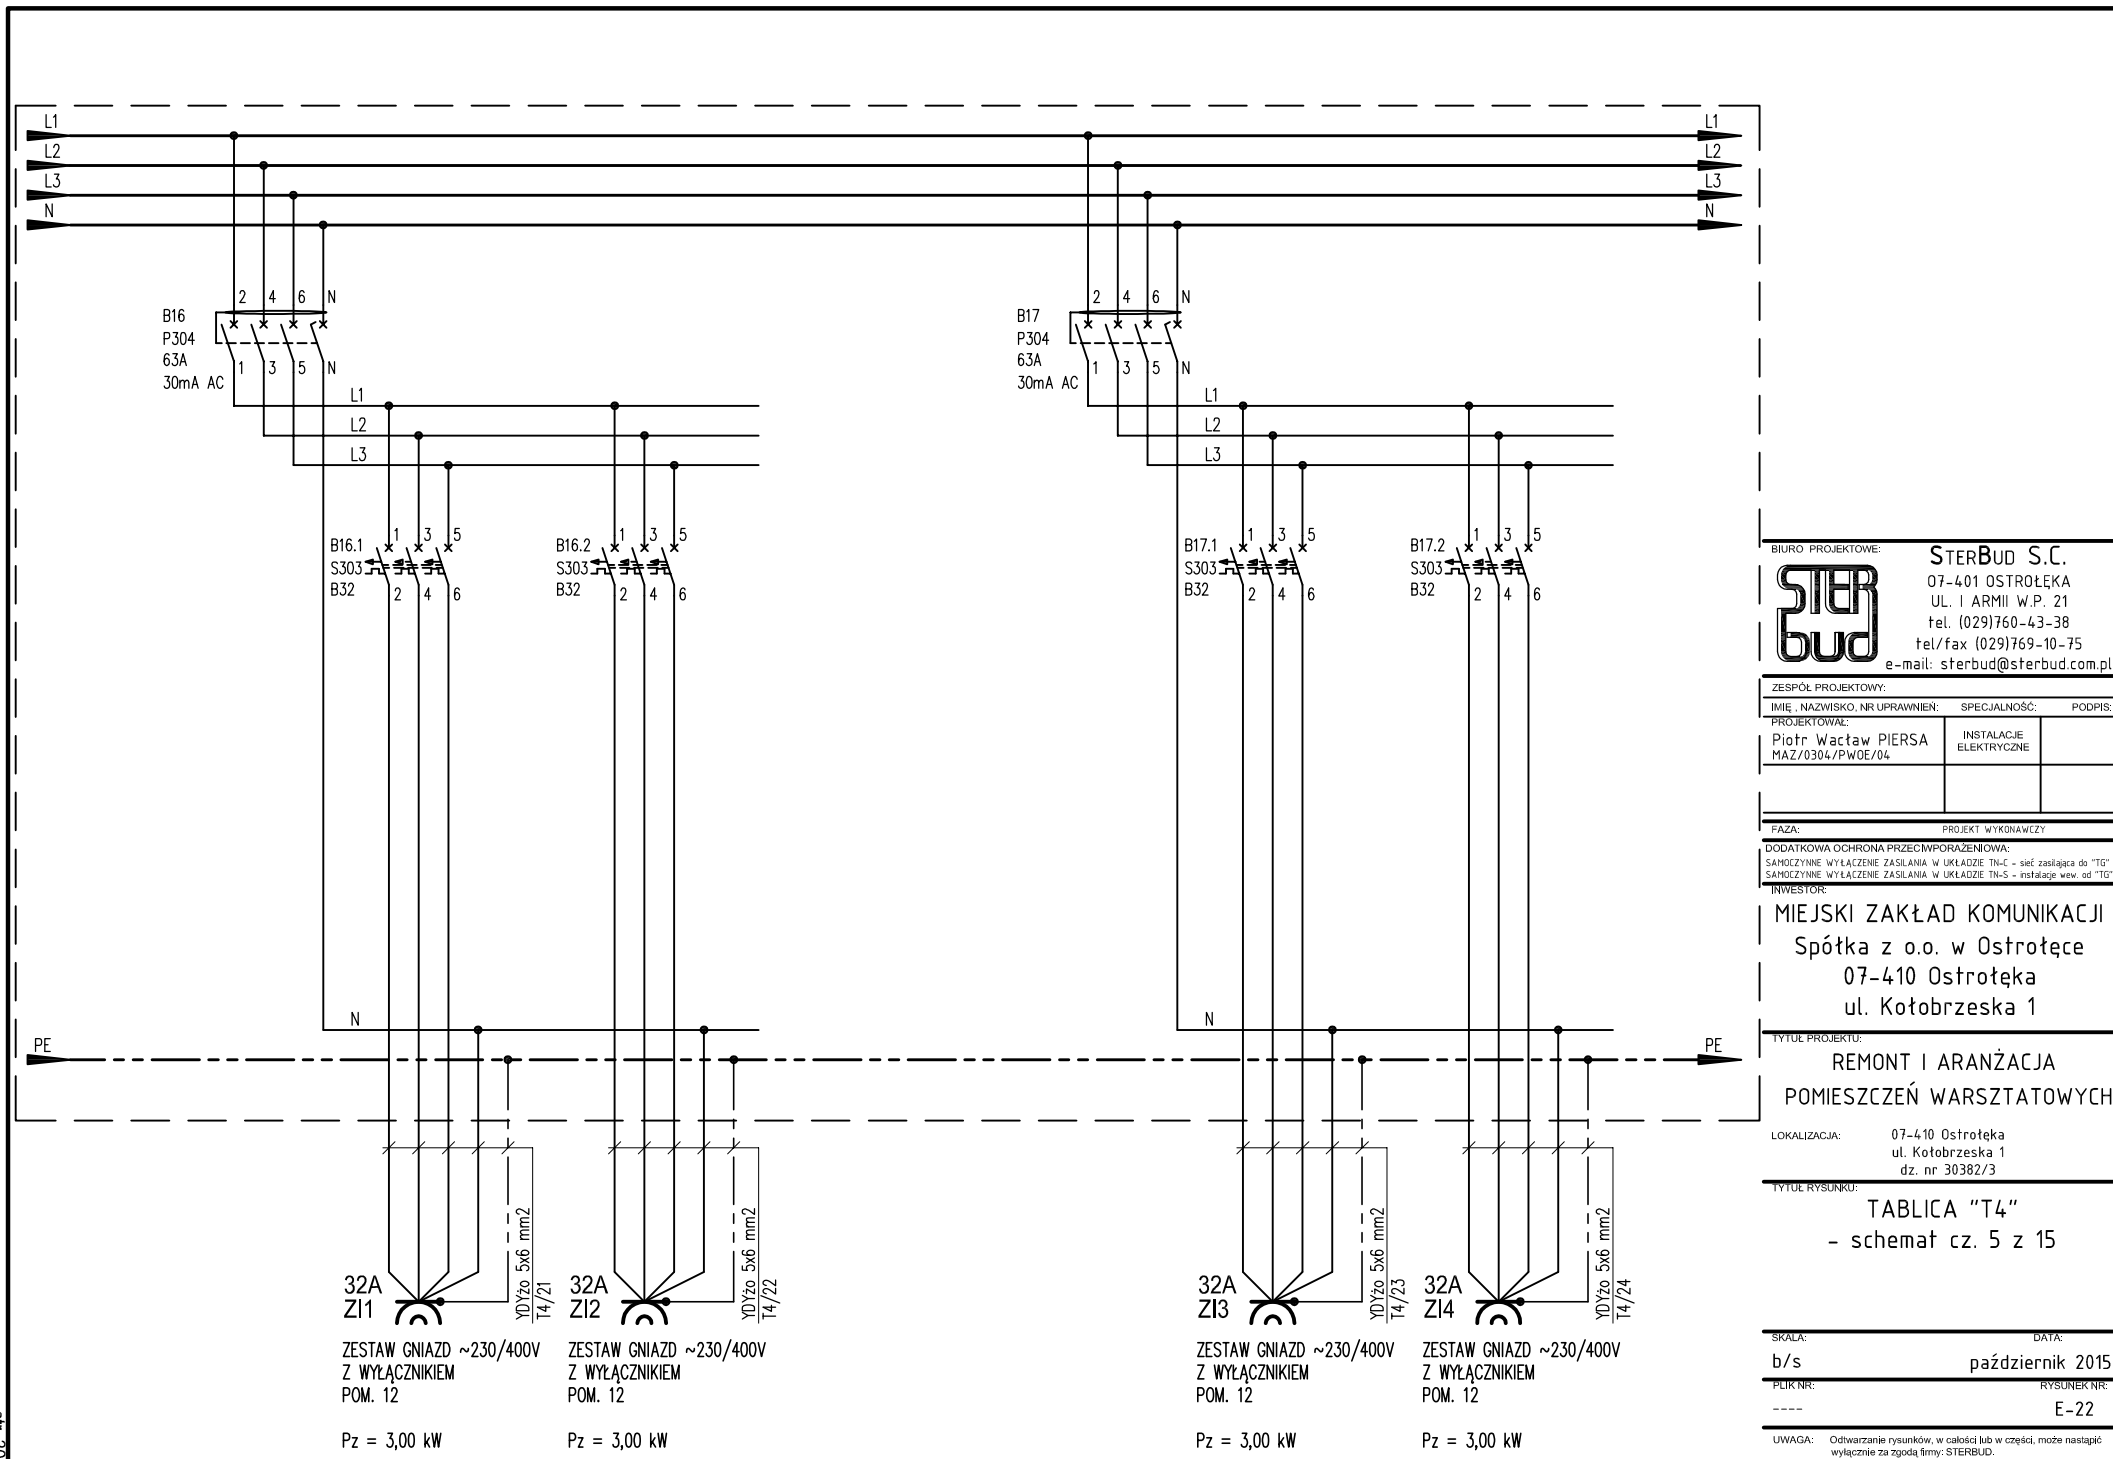 L1
L2
L3
N
L1
L2
L3
N
2 4 6 N
B16
P304
63A
30mA AC
1 3 5 N
L1
L2
L3
2 4 6 N
B17
P304
63A
30mA AC
1 3 5 N
L1
L2
L3
1 3 5
B16.1
S303
B32
2 4 6
1 3 5
B16.2
S303
B32
2 4 6
1 3 5
B17.1
S303
B32
2 4 6
1 3 5
B17.2
S303
B32
2 4 6
N
N
PE
PE
YDYżo 5x6 mm2
T4/21
YDYżo 5x6 mm2
T4/22
YDYżo 5x6 mm2
T4/23
YDYżo 5x6 mm2
T4/24
32A
ZI1
ZESTAW GNIAZD ~230/400V
Z WYŁĄCZNIKIEM
POM. 12
Pz = 3,00 kW
32A
ZI2
ZESTAW GNIAZD ~230/400V
Z WYŁĄCZNIKIEM
POM. 12
Pz = 3,00 kW
32A
ZI3
ZESTAW GNIAZD ~230/400V
Z WYŁĄCZNIKIEM
POM. 12
Pz = 3,00 kW
32A
ZI4
ZESTAW GNIAZD ~230/400V
Z WYŁĄCZNIKIEM
POM. 12
Pz = 3,00 kW
BIURO PROJEKTOWE:
STER
bud
STERBUD S.C.
07-401 OSTROŁĘKA
UL. I ARMII W.P. 21
tel. (029)760-43-38
tel/fax (029)769-10-75
e-mail: sterbud@sterbud.com.pl
ZESPÓŁ PROJEKTOWY:
IMIĘ , NAZWISKO, NR UPRAWNIEŃ: SPECJALNOŚĆ: PODPIS:
PROJEKTOWAŁ:
Piotr Wacław PIERSA
MAZ/0304/PWOE/04
INSTALACJE
ELEKTRYCZNE
FAZA: PROJEKT WYKONAWCZY
DODATKOWA OCHRONA PRZECIWPORAŻENIOWA:
SAMOCZYNNE WYŁĄCZENIE ZASILANIA W UKŁADZIE TN-C - sieć zasilająca do "TG"
SAMOCZYNNE WYŁĄCZENIE ZASILANIA W UKŁADZIE TN-S - instalacje wew. od "TG"
INWESTOR:
MIEJSKI ZAKŁAD KOMUNIKACJI
Spółka z o.o. w Ostrołęce
07-410 Ostrołęka
ul. Kołobrzeska 1
TYTUŁ PROJEKTU:
REMONT I ARANŻACJA
POMIESZCZEŃ WARSZTATOWYCH
LOKALIZACJA: 07-410 Ostrołęka
ul. Kołobrzeska 1
dz. nr 30382/3
TYTUŁ RYSUNKU:
TABLICA "T4"
- schemat cz. 5 z 15
SKALA: DATA:
b/s październik 2015
PLIK NR: RYSUNEK NR:
---- E-22
UWAGA: Odtwarzanie rysunków, w całości lub w części, może nastąpić
wyłącznie za zgodą firmy: STERBUD.